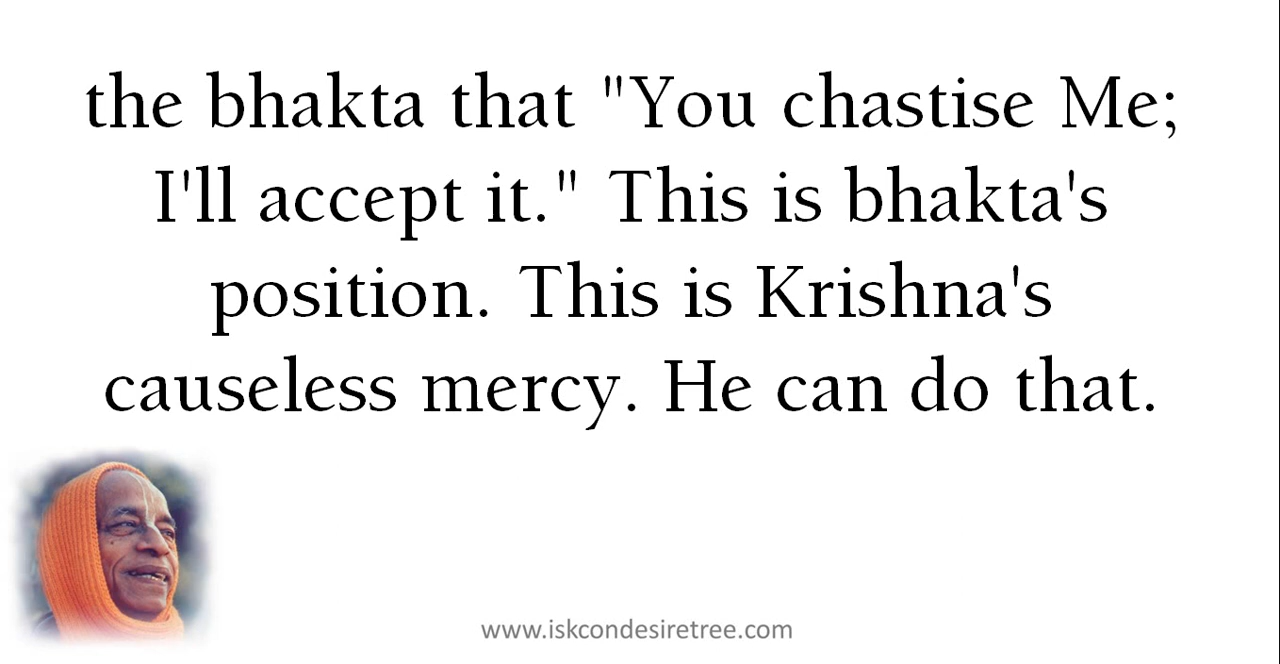 the bhakta that "You chastise Me;
I'll accept it." This is bhakta's
position. This is Krishna's
causeless mercy. He can do that.
www.iskcondesiretree.com